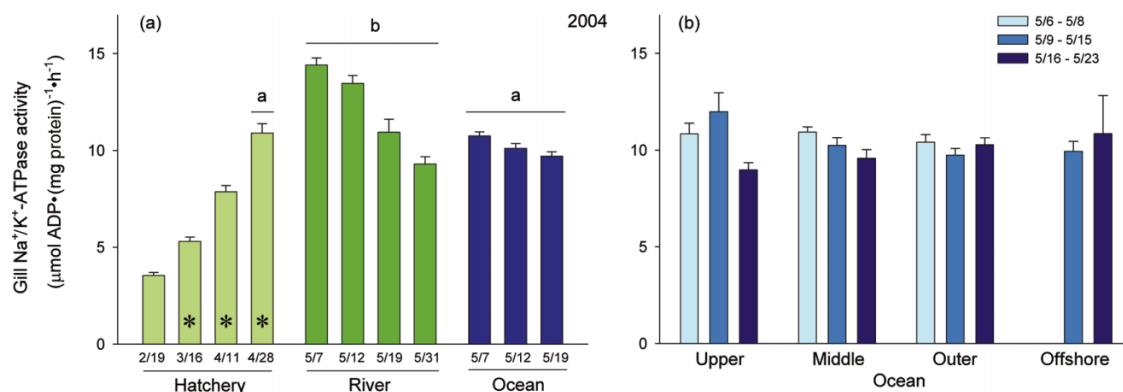 (a)
2004
b
a
a
15
10
5
0
Gill Na⁺/K⁺-ATPase activity
(µmol ADP•(mg protein)⁻¹•h⁻¹)
* * *
2/19 3/16 4/11 4/28 5/7 5/12 5/19 5/31 5/7 5/12 5/19
Hatchery River Ocean
(b)
5/6 - 5/8
5/9 - 5/15
5/16 - 5/23
15
10
5
0
Upper Middle Outer Offshore
Ocean